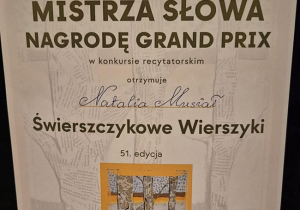 MISTRZA SŁOWA
NAGRODĘ GRAND PRIX
w konkursie recytatorskim
otrzymuje
Natalia Musiał
Świerszczykowe Wierszyki
51. edycja